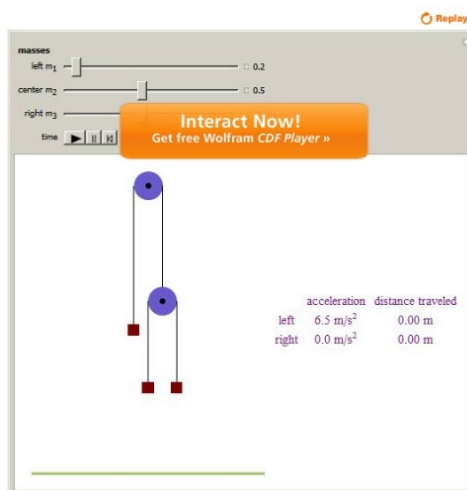 Replay
masses
left m1 0.2
center m2 0.5
right m3
time
Interact Now!
Get free Wolfram CDF Player »
acceleration distance traveled
left 6.5 m/s² 0.00 m
right 0.0 m/s² 0.00 m